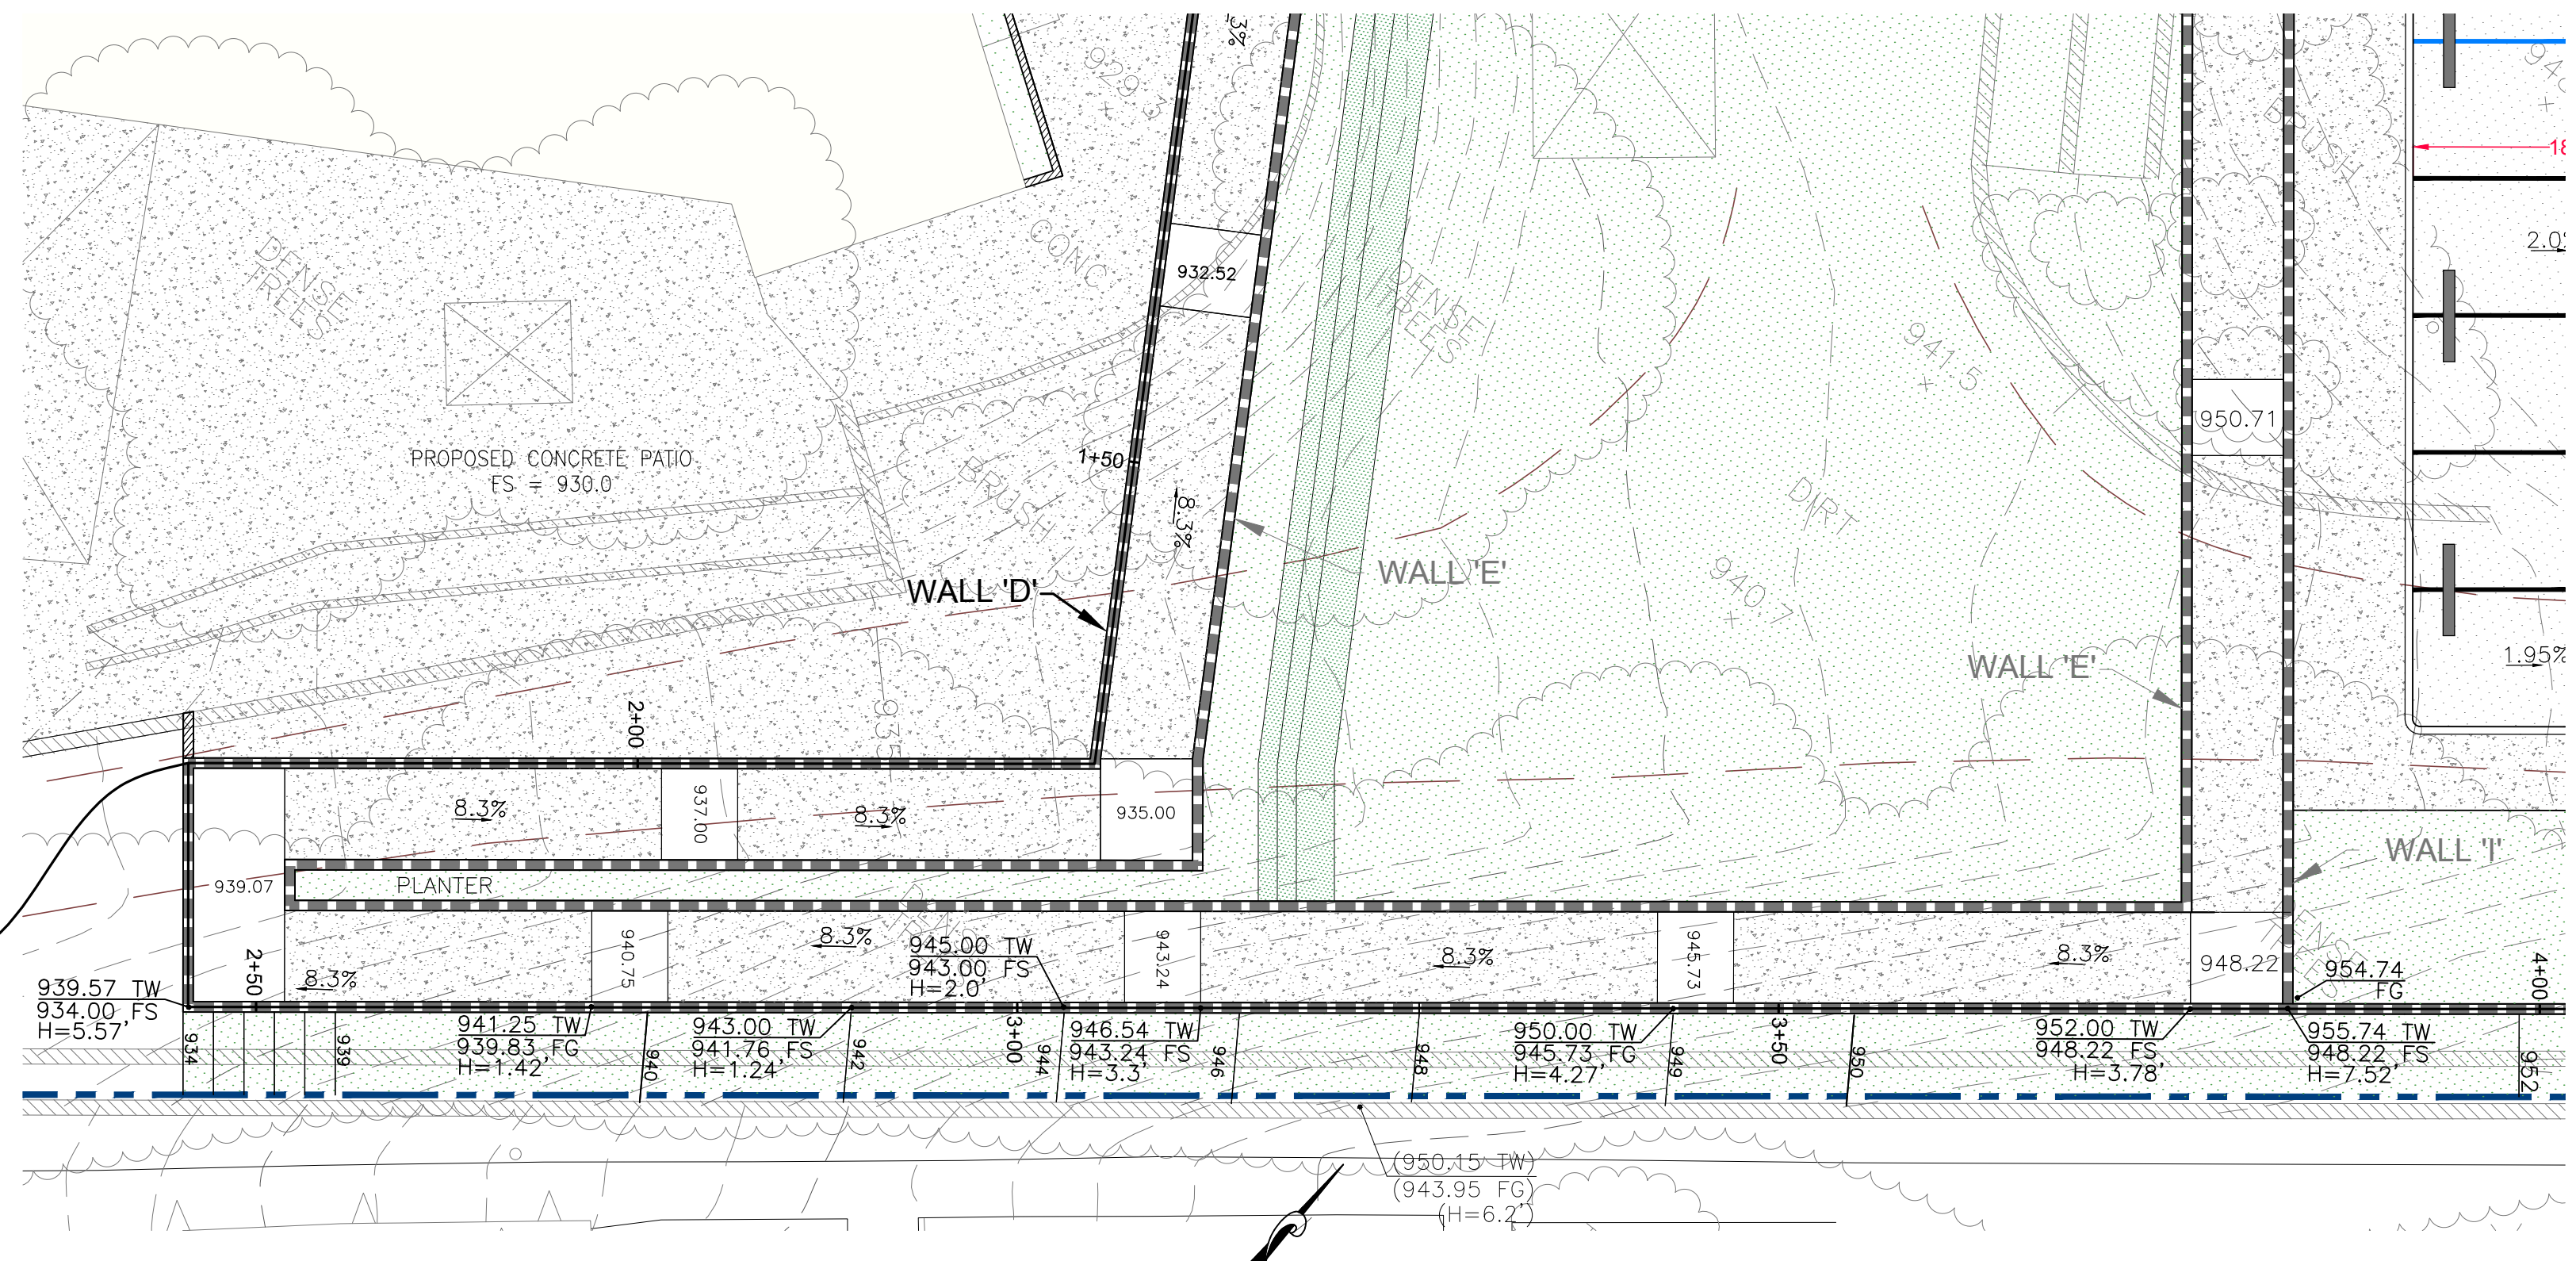 3%
929.3
18
DENSE
TREES
CONC
932.52
DENSE
TREES
941.5
BRUSH
2.0%
950.71
PROPOSED CONCRETE PATIO
FS = 930.0
1+50
8.3%
BRUSH
DIRT
WALL 'D'
WALL 'E'
940.7
WALL 'E'
1.95%
2+00
935
8.3%
937.00
8.3%
935.00
WALL 'I'
939.07
PLANTER
2+50
8.3%
940.75
8.3%
945.00 TW
943.00 FS
H=2.0'
943.24
8.3%
945.73
8.3%
948.22
DENSE
954.74
FG
4+00
939.57 TW
934.00 FS
H=5.57'
934
939
941.25 TW
939.83 FG
H=1.42'
940
943.00 TW
941.76 FS
H=1.24'
942
3+00
944
946.54 TW
943.24 FS
H=3.3'
946
948
950.00 TW
945.73 FG
H=4.27'
949
3+50
950
952.00 TW
948.22 FS
H=3.78'
955.74 TW
948.22 FS
H=7.52'
952
(950.15 TW)
(943.95 FG)
(H=6.2')